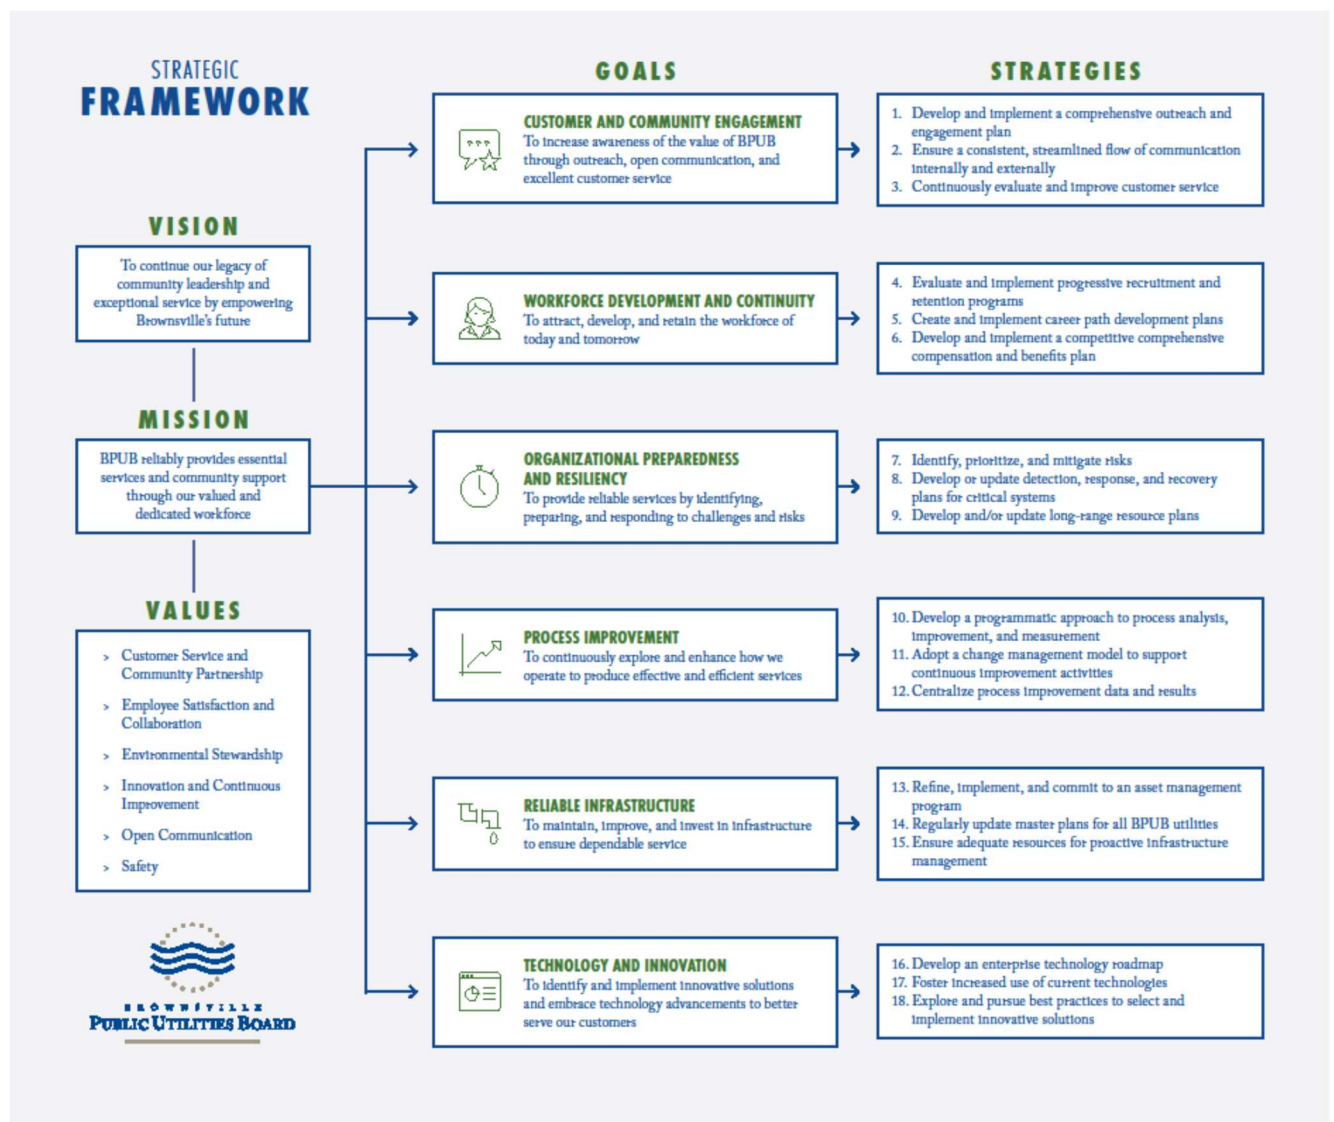 STRATEGIC
FRAMEWORK
VISION
To continue our legacy of
community leadership and
exceptional service by empowering
Brownsville's future
MISSION
BPUB reliably provides essential
services and community support
through our valued and
dedicated workforce
VALUES
> Customer Service and
Community Partnership
> Employee Satisfaction and
Collaboration
> Environmental Stewardship
> Innovation and Continuous
Improvement
> Open Communication
> Safety
BROWNSVILLE
PUBLIC UTILITIES BOARD
GOALS
CUSTOMER AND COMMUNITY ENGAGEMENT
To increase awareness of the value of BPUB
through outreach, open communication, and
excellent customer service
WORKFORCE DEVELOPMENT AND CONTINUITY
To attract, develop, and retain the workforce of
today and tomorrow
ORGANIZATIONAL PREPAREDNESS
AND RESILIENCY
To provide reliable services by identifying,
preparing, and responding to challenges and risks
PROCESS IMPROVEMENT
To continuously explore and enhance how we
operate to produce effective and efficient services
RELIABLE INFRASTRUCTURE
To maintain, improve, and invest in infrastructure
to ensure dependable service
TECHNOLOGY AND INNOVATION
To identify and implement innovative solutions
and embrace technology advancements to better
serve our customers
STRATEGIES
1. Develop and implement a comprehensive outreach and
engagement plan
2. Ensure a consistent, streamlined flow of communication
internally and externally
3. Continuously evaluate and improve customer service
4. Evaluate and implement progressive recruitment and
retention programs
5. Create and implement career path development plans
6. Develop and implement a competitive comprehensive
compensation and benefits plan
7. Identify, prioritize, and mitigate risks
8. Develop or update detection, response, and recovery
plans for critical systems
9. Develop and/or update long-range resource plans
10. Develop a programmatic approach to process analysis,
improvement, and measurement
11. Adopt a change management model to support
continuous improvement activities
12. Centralize process improvement data and results
13. Refine, implement, and commit to an asset management
program
14. Regularly update master plans for all BPUB utilities
15. Ensure adequate resources for proactive infrastructure
management
16. Develop an enterprise technology roadmap
17. Foster increased use of current technologies
18. Explore and pursue best practices to select and
implement innovative solutions